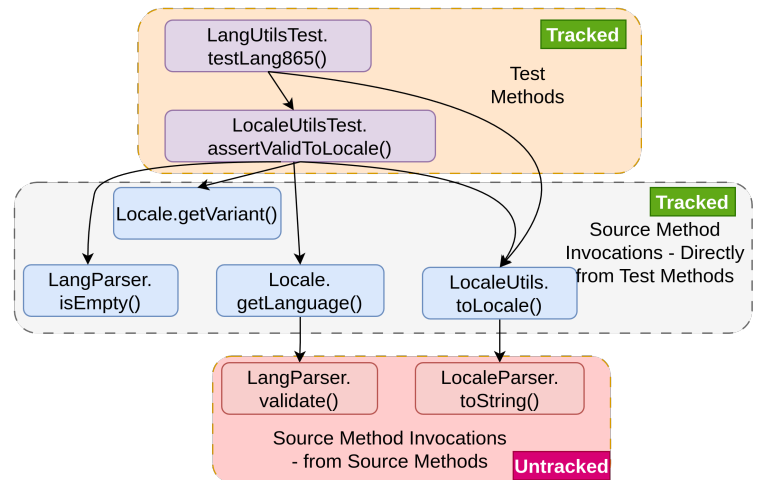 LangUtilsTest.
testLang865()
Tracked
Test
Methods
LocaleUtilsTest.
assertValidToLocale()
Tracked
Locale.getVariant()
Source Method
Invocations - Directly
from Test Methods
LangParser.
isEmpty()
Locale.
getLanguage()
LocaleUtils.
toLocale()
LangParser.
validate()
LocaleParser.
toString()
Source Method Invocations
- from Source Methods
Untracked